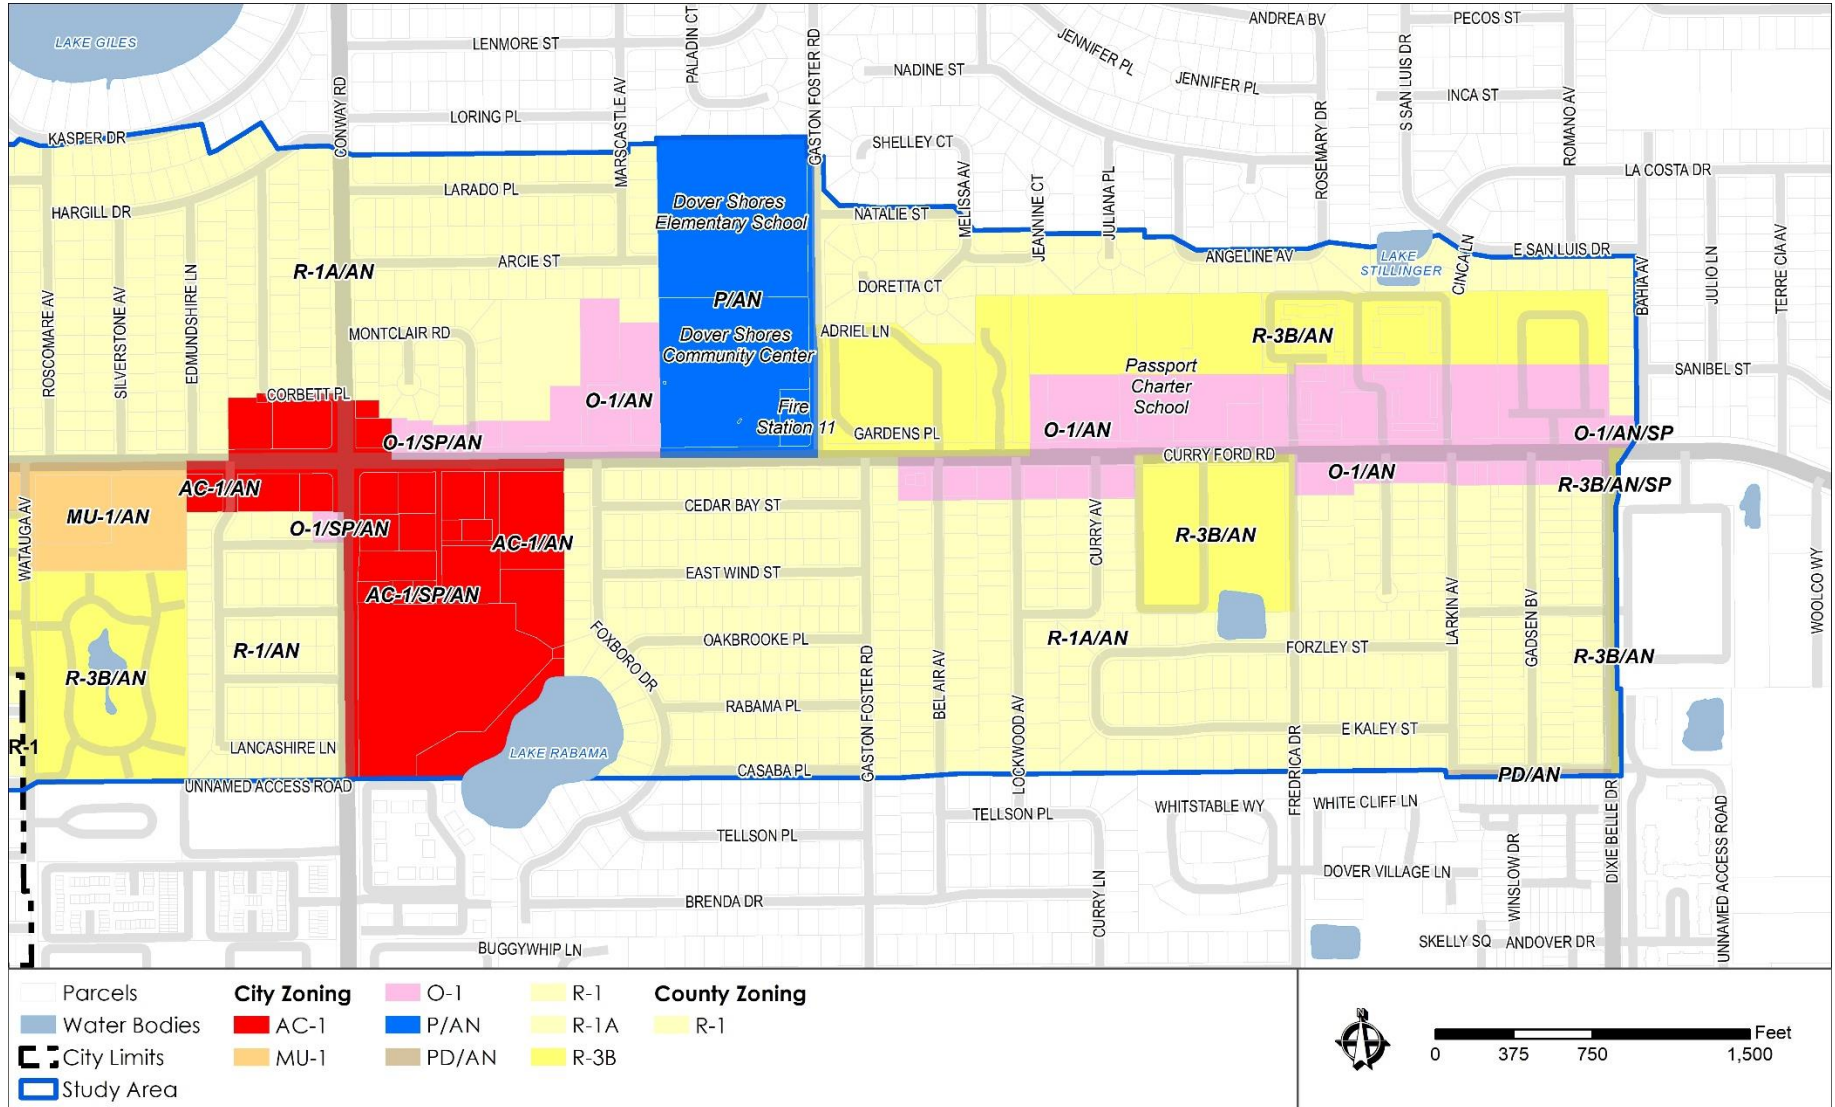 LAKE GILES
KASPER DR
CONWAY RD
LENMORE ST
LORING PL
MARSCASTLE AV
PALADIN CT
GASTON FOSTER RD
NADINE ST
SHELLEY CT
JENNIFER PL
JENNIFER PL
ANDREA BV
ROSEMARY DR
S SAN LUIS DR
PECOS ST
INCA ST
ROMANO AV
LA COSTA DR
HARGILL DR
LARADO PL
ARCIE ST
R-1A/AN
Dover Shores
Elementary School
NATALIE ST
MELISSA AV
JEANNINE CT
JULIANA PL
ANGELINE AV
LAKE
STILLINGER
CINCA LN
E SAN LUIS DR
BAHIA AV
JULIO LN
TERRE CIA AV
ROSCOMARE AV
SILVERSTONE AV
EDMUNDSHIRE LN
P/AN
DORETTA CT
MONTCLAIR RD
Dover Shores
Community Center
ADRIEL LN
R-3B/AN
Passport
Charter
School
SANIBEL ST
CORBETT PL
O-1/AN
Fire
Station 11
O-1/SP/AN
GARDENS PL
O-1/AN
O-1/AN/SP
CURRY FORD RD
O-1/AN
R-3B/AN/SP
AC-1/AN
WATAUGA AV
MU-1/AN
O-1/SP/AN
AC-1/AN
CEDAR BAY ST
CURRY AV
R-3B/AN
EAST WIND ST
AC-1/SP/AN
WOOLCO WY
FOXBORO DR
OAKBROOKE PL
R-1A/AN
FORZLEY ST
LARKIN AV
GADSEN BV
R-3B/AN
R-1/AN
R-3B/AN
GASTON FOSTER RD
BEL AIR AV
LOCKWOOD AV
RABAMA PL
E KALEY ST
FREDRICA DR
R-1
LANCASHIRE LN
LAKE RABAMA
CASABA PL
PD/AN
UNNAMED ACCESS ROAD
DIXIE BELLE DR
UNNAMED ACCESS ROAD
TELLSON PL
TELLSON PL
WHITSTABLE WY
WHITE CLIFF LN
DOVER VILLAGE LN
WINSLOW DR
BRENDA DR
CURRY LN
BUGGYWHIP LN
SKELLY SQ
ANDOVER DR
Parcels
Water Bodies
City Limits
Study Area
City Zoning
AC-1
MU-1
O-1
P/AN
PD/AN
R-1
R-1A
R-3B
County Zoning
R-1
N
Feet
0 375 750 1,500